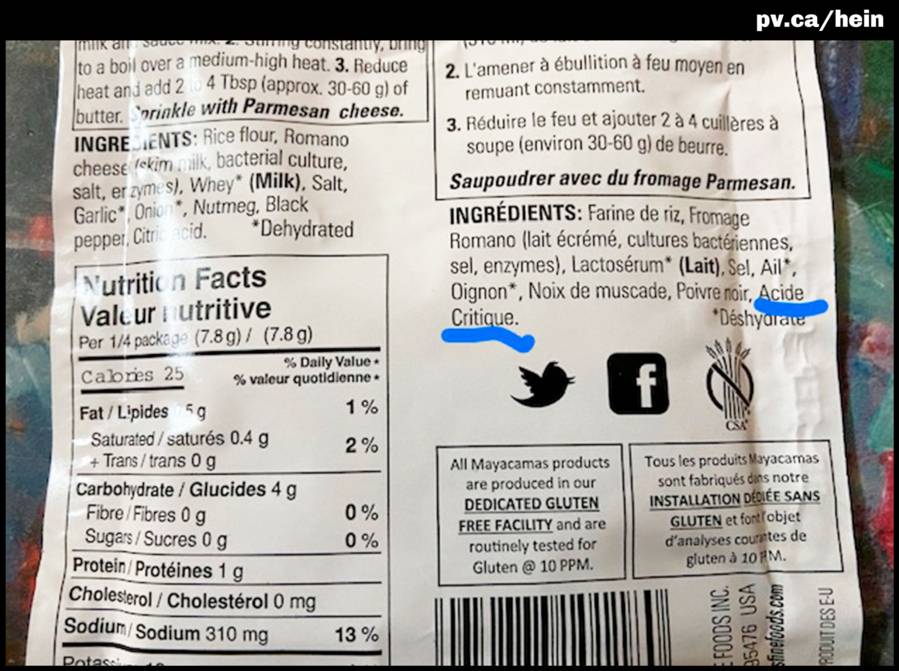 pv.ca/hein
to a boil over a medium-high heat. 3. Reduce
heat and add 2 to 4 Tbsp (approx. 30-60 g) of
butter. Sprinkle with Parmesan cheese.
INGREDIENTS: Rice flour, Romano
cheese (skim milk, bacterial culture,
salt, enzymes), Whey* (Milk), Salt,
Garlic*, Onion*, Nutmeg, Black
pepper, Citric acid. *Dehydrated
Nutrition Facts
Valeur nutritive
Per 1/4 package (7.8 g) / (7.8 g)
% Daily Value*
Calories 25 % valeur quotidienne*
Fat / Lipides 5 g 1 %
Saturated / saturés 0.4 g 2 %
+ Trans / trans 0 g
Carbohydrate / Glucides 4 g
Fibre / Fibres 0 g 0 %
Sugars / Sucres 0 g 0 %
Protein / Protéines 1 g
Cholesterol / Cholestérol 0 mg
Sodium / Sodium 310 mg 13 %
2. L'amener à ébullition à feu moyen en
remuant constamment.
3. Réduire le feu et ajouter 2 à 4 cuillères à
soupe (environ 30-60 g) de beurre.
Saupoudrer avec du fromage Parmesan.
INGRÉDIENTS: Farine de riz, Fromage
Romano (lait écrémé, cultures bactériennes,
sel, enzymes), Lactosérum* (Lait), Sel, Ail*,
Oignon*, Noix de muscade, Poivre noir, Acide
Critique. *Déshydraté
f
CSA
All Mayacamas products
are produced in our
DEDICATED GLUTEN
FREE FACILITY and are
routinely tested for
Gluten @ 10 PPM.
Tous les produits Mayacamas
sont fabriqués dans notre
INSTALLATION DÉDIÉE SANS
GLUTEN et font l'objet
d'analyses courantes de
gluten à 10 PM.
FOODS INC.
95476 USA
sfinefoods.com
PRODUIT DES E-U